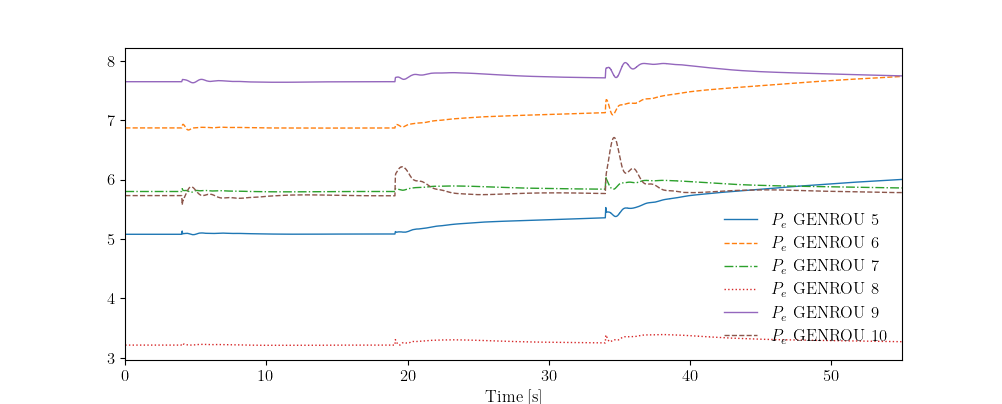 8
7
6
5
4
3
0 10 20 30 40 50
Time [s]
P_e GENROU 5
P_e GENROU 6
P_e GENROU 7
P_e GENROU 8
P_e GENROU 9
P_e GENROU 10